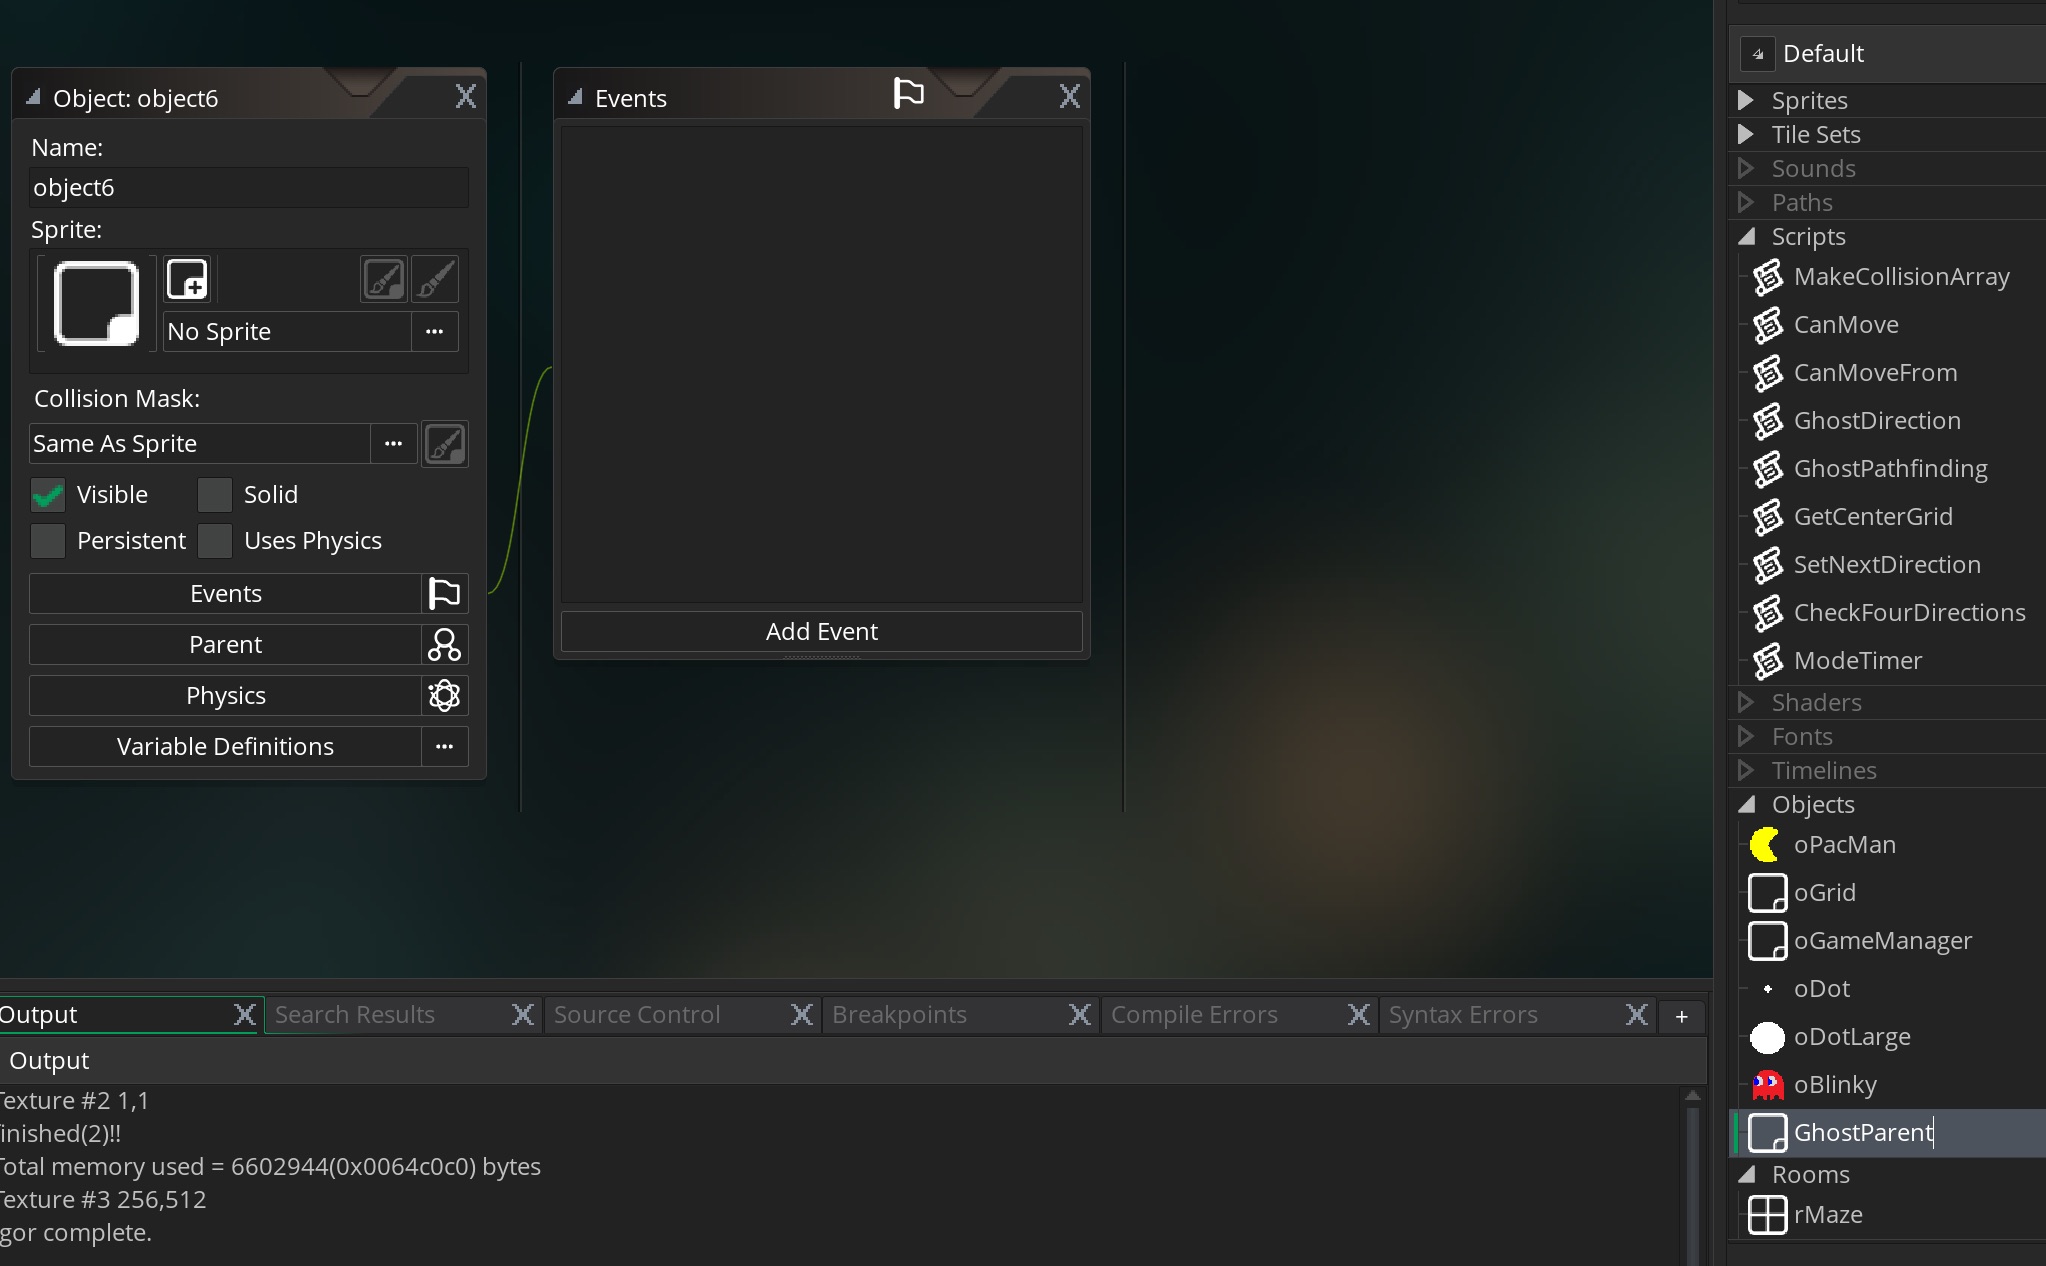 Object: object6
Name:
object6
Sprite:
No Sprite
Collision Mask:
Same As Sprite
Visible
Solid
Persistent
Uses Physics
Events
Parent
Physics
Variable Definitions
Events
Add Event
Default
Sprites
Tile Sets
Sounds
Paths
Scripts
MakeCollisionArray
CanMove
CanMoveFrom
GhostDirection
GhostPathfinding
GetCenterGrid
SetNextDirection
CheckFourDirections
ModeTimer
Shaders
Fonts
Timelines
Objects
oPacMan
oGrid
oGameManager
oDot
oDotLarge
oBlinky
GhostParent
Rooms
rMaze
Output
Search Results
Source Control
Breakpoints
Compile Errors
Syntax Errors
+
Output
Texture #2 1,1
inished(2)!!
Total memory used = 6602944(0x0064c0c0) bytes
Texture #3 256,512
gor complete.